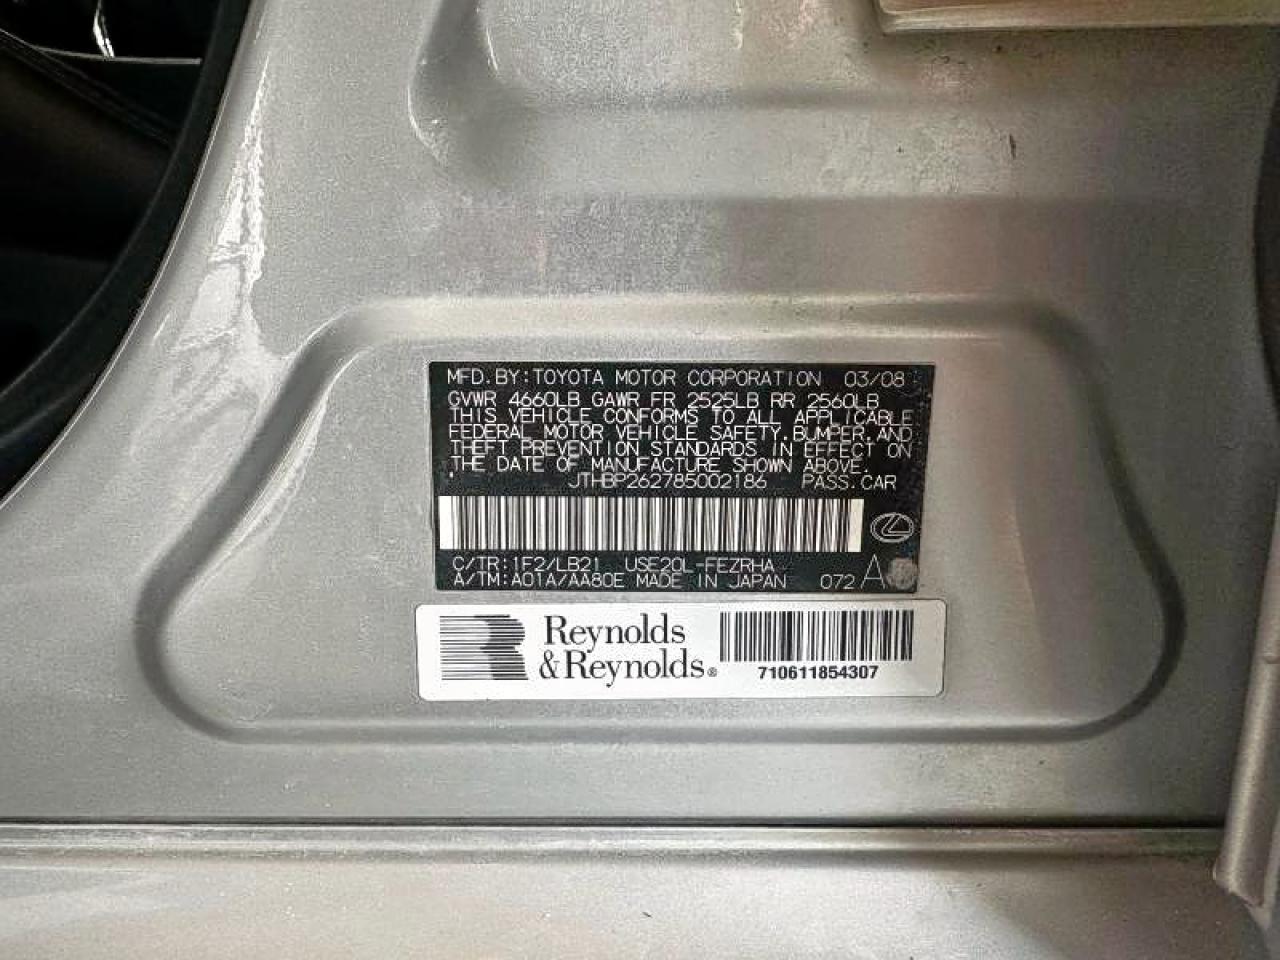 MFD.BY:TOYOTA MOTOR CORPORATION 03/08
GVWR 4660LB GAWR FR 2525LB RR 2560LB
THIS VEHICLE CONFORMS TO ALL APPLICABLE
FEDERAL MOTOR VEHICLE SAFETY,BUMPER,AND
THEFT PREVENTION STANDARDS IN EFFECT ON
THE DATE OF MANUFACTURE SHOWN ABOVE.
JTHBP262785002186 PASS.CAR
C/TR:1F2/LB21 USE20L-FEZRHA
A/TM:A01A/AA80E MADE IN JAPAN 072 A
Reynolds
&Reynolds®
710611854307